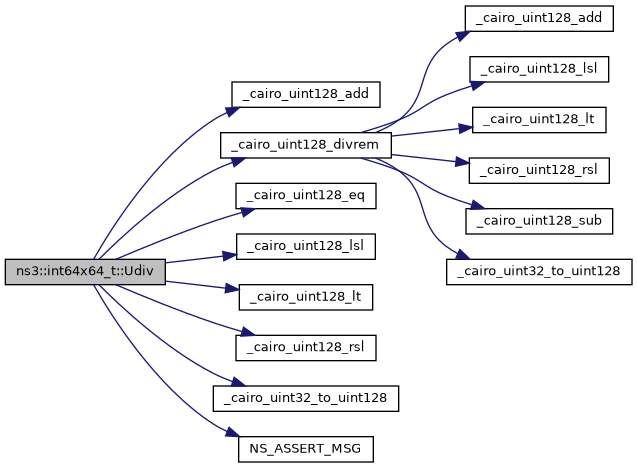 ns3::int64x64_t::Udiv
_cairo_uint128_add
_cairo_uint128_divrem
_cairo_uint128_eq
_cairo_uint128_lsl
_cairo_uint128_lt
_cairo_uint128_rsl
_cairo_uint32_to_uint128
NS_ASSERT_MSG
_cairo_uint128_add
_cairo_uint128_lsl
_cairo_uint128_lt
_cairo_uint128_rsl
_cairo_uint128_sub
_cairo_uint32_to_uint128